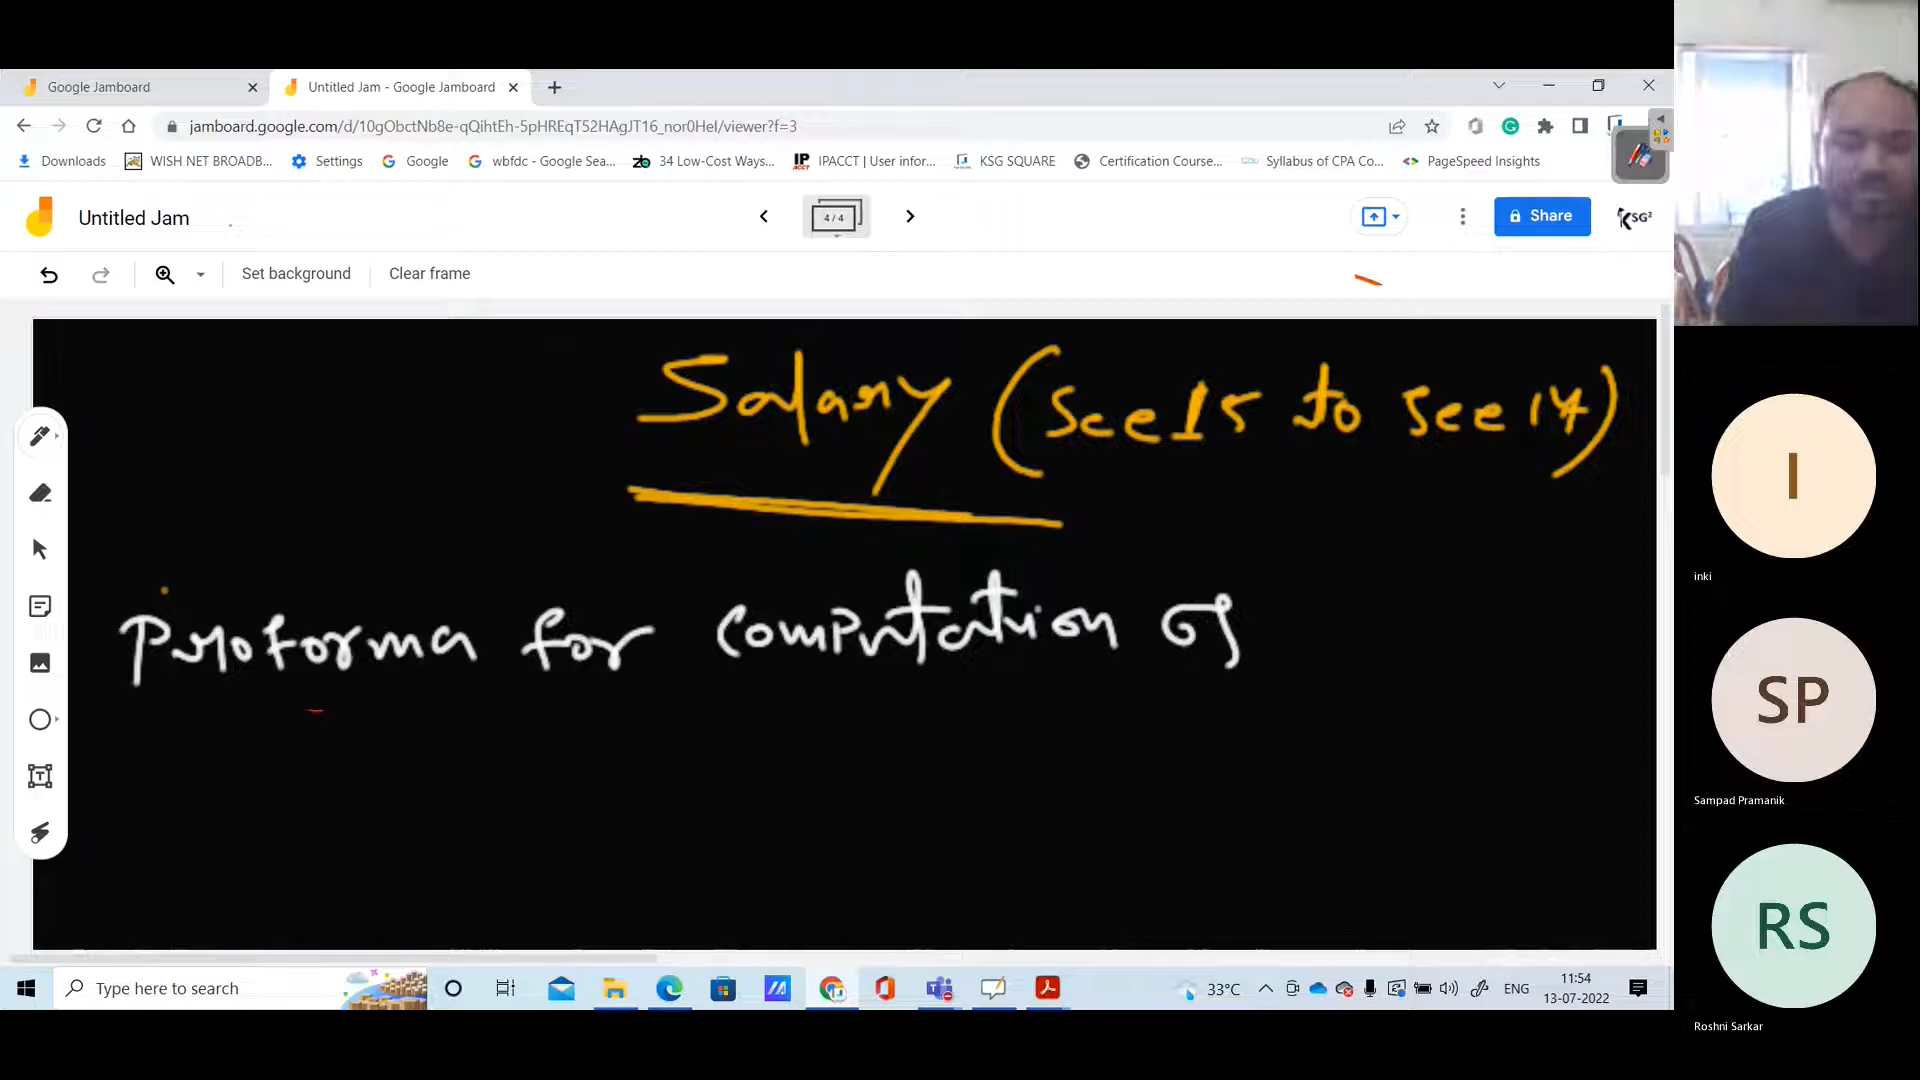 Google Jamboard
Untitled Jam - Google Jamboard
jamboard.google.com/d/10gObctNb8e-qQihtEh-5pHREqT52HAgJT16_nor0HeI/viewer?f=3
Downloads WISH NET BROADB... Settings Google wbfdc - Google Sea... 34 Low-Cost Ways... IPACCT | User infor... KSG SQUARE Certification Course... Syllabus of CPA Co... PageSpeed Insights
Untitled Jam 4 / 4 Share KSG²
Set background Clear frame
Salary (Sec 15 to Sec 17)
Proforma for computation of
I
inki
SP
Sampad Pramanik
RS
Roshni Sarkar
Type here to search 33°C ENG 11:54
13-07-2022